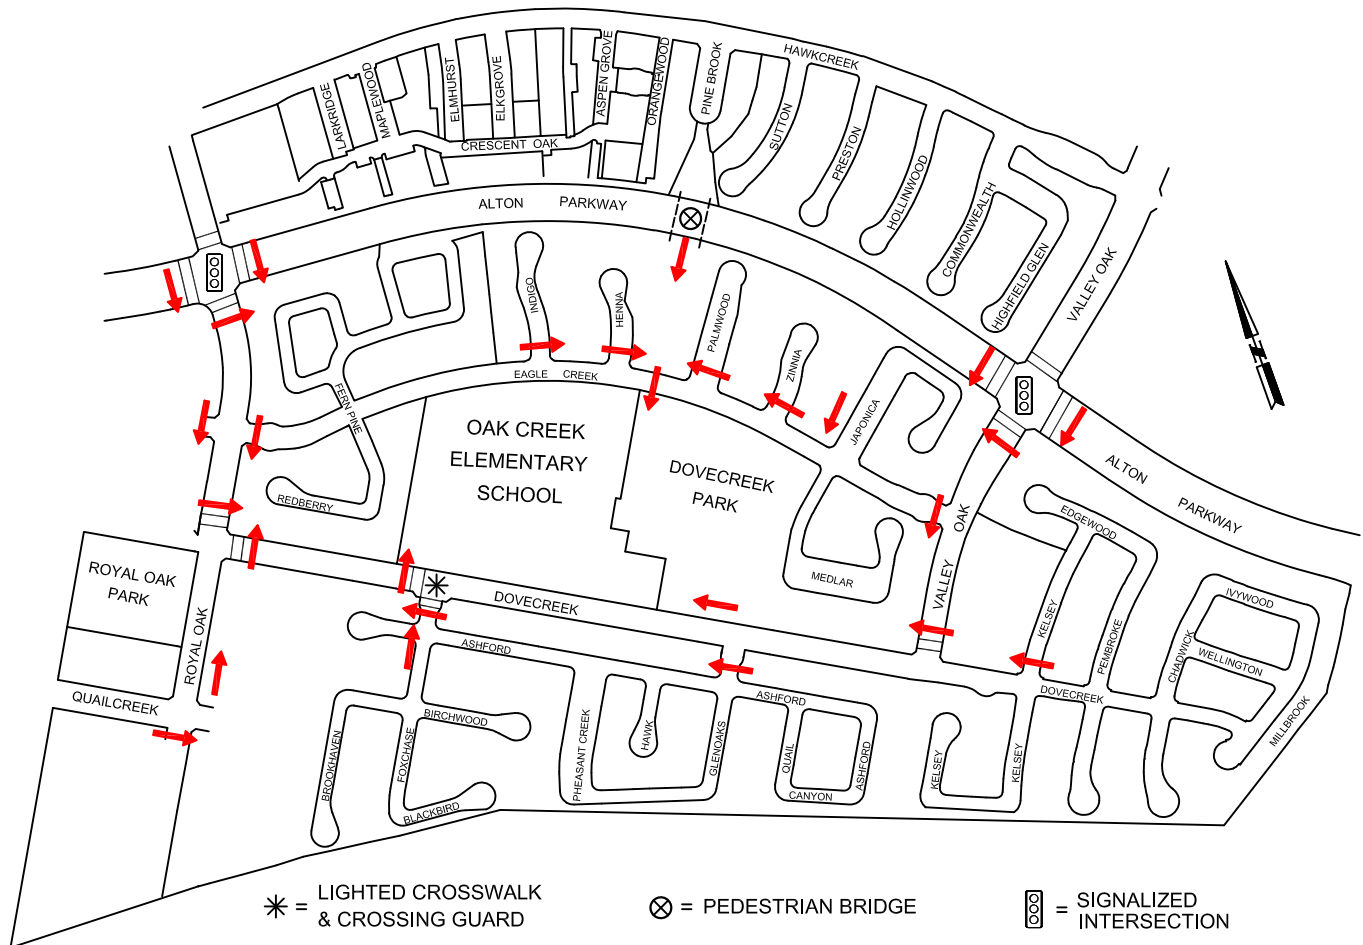 HAWKCREEK
PINE BROOK
ORANGEWOOD
ASPEN GROVE
ELKGROVE
ELMHURST
MAPLEWOOD
LARKRIDGE
CRESCENT OAK
SUTTON
PRESTON
HOLLINWOOD
COMMONWEALTH
HIGHFIELD GLEN
VALLEY OAK
ALTON PARKWAY
INDIGO
HENNA
PALMWOOD
ZINNIA
JAPONICA
EAGLE CREEK
FERN PINE
REDBERRY
OAK CREEK
ELEMENTARY
SCHOOL
DOVECREEK
PARK
MEDLAR
VALLEY OAK
ALTON PARKWAY
EDGEWOOD
KELSEY
PEMBROKE
CHADWICK
IVYWOOD
WELLINGTON
MILLBROOK
ROYAL OAK
PARK
ROYAL OAK
QUAILCREEK
DOVECREEK
ASHFORD
BIRCHWOOD
BROOKHAVEN
FOXCHASE
BLACKBIRD
PHEASANT CREEK
HAWK
GLENOAKS
ASHFORD
QUAIL
CANYON
ASHFORD
KELSEY
KELSEY
DOVECREEK
= LIGHTED CROSSWALK
& CROSSING GUARD
= PEDESTRIAN BRIDGE
= SIGNALIZED
INTERSECTION